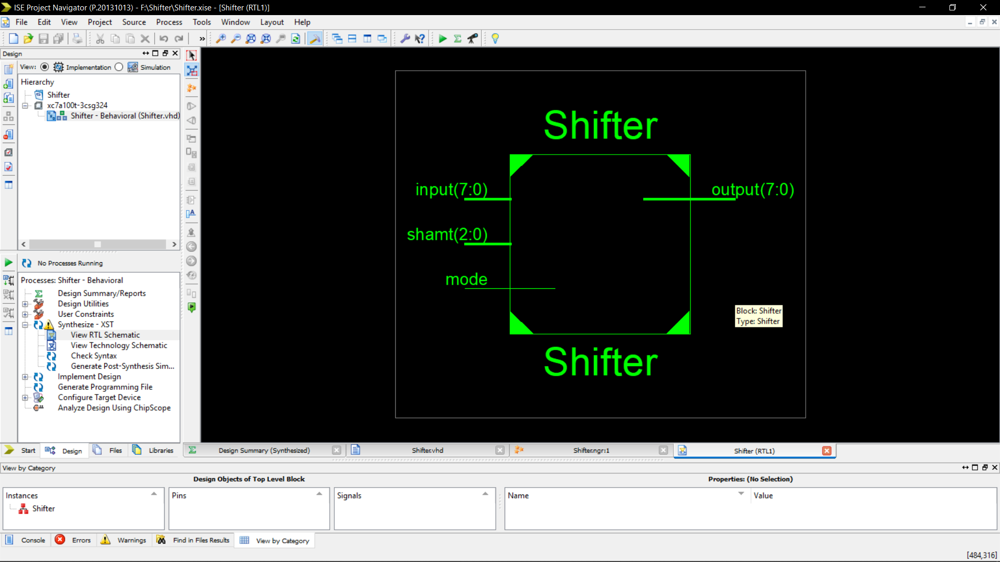 ISE Project Navigator (P.20131013) - F:\Shifter\Shifter.xise - [Shifter (RTL1)]
File Edit View Project Source Process Tools Window Layout Help
»
Design
View: Implementation Simulation
Hierarchy
Shifter
xc7a100t-3csg324
Shifter - Behavioral (Shifter.vhd)
No Processes Running
Processes: Shifter - Behavioral
Design Summary/Reports
Design Utilities
User Constraints
Synthesize - XST
View RTL Schematic
View Technology Schematic
Check Syntax
Generate Post-Synthesis Sim...
Implement Design
Generate Programming File
Configure Target Device
Analyze Design Using ChipScope
Start Design Files Libraries
Shifter
input(7:0)
output(7:0)
shamt(2:0)
mode
Block: Shifter
Type: Shifter
Shifter
Design Summary (Synthesized) Shifter.vhd Shifter.ngr:1 Shifter (RTL1)
View by Category
Design Objects of Top Level Block
Properties: (No Selection)
Instances
Shifter
Pins
Signals
Name Value
Console Errors Warnings Find in Files Results View by Category
[484,316]